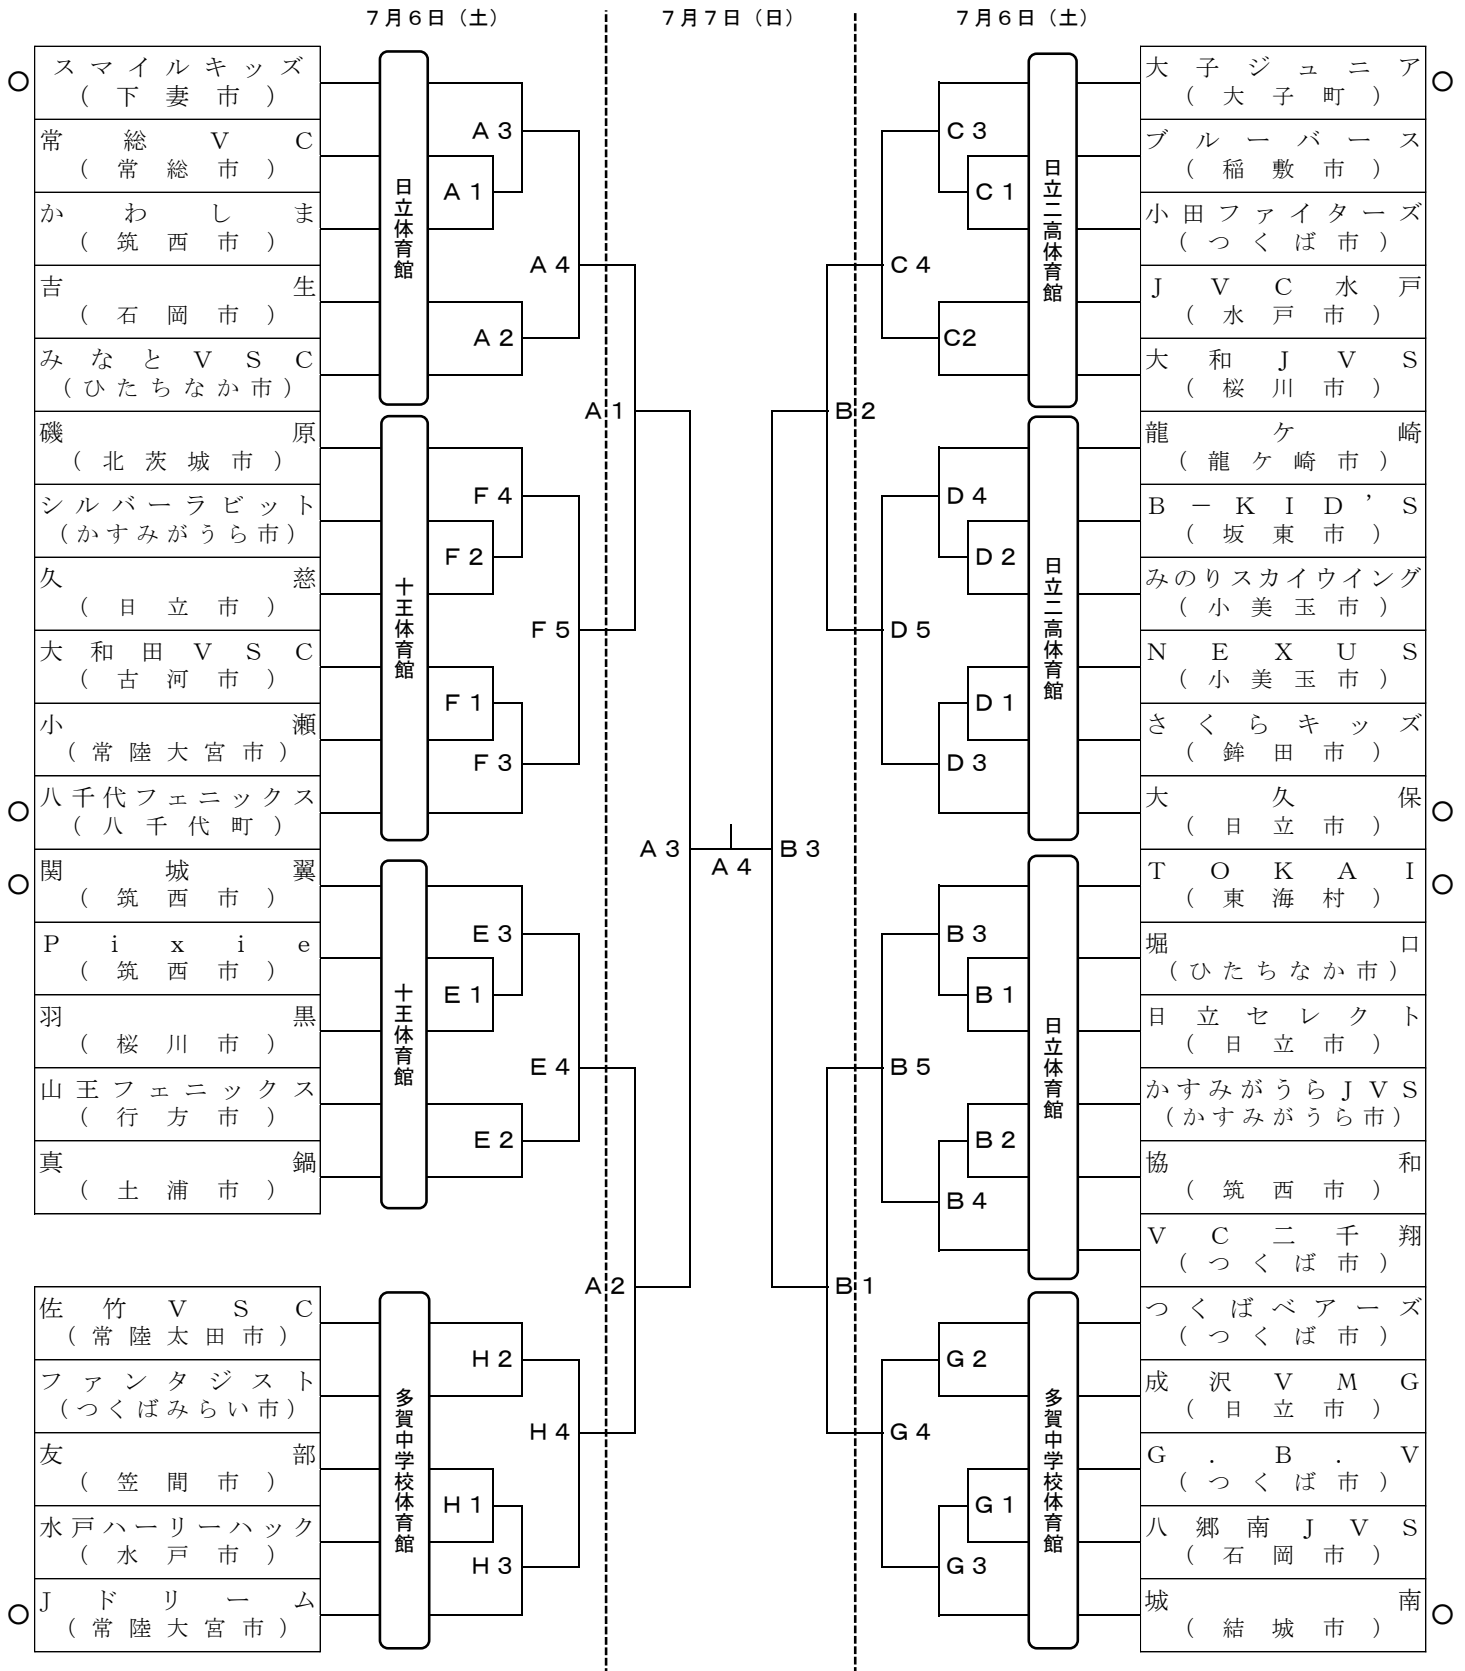 7月6日（土）
7月7日（日）
7月6日（土）
○
スマイルキッズ
（下妻市）
常総VC
（常総市）
かわしま
（筑西市）
吉生
（石岡市）
みなとVSC
（ひたちなか市）
磯原
（北茨城市）
シルバーラビット
（かすみがうら市）
久慈
（日立市）
大和田VSC
（古河市）
小瀬
（常陸大宮市）
○
八千代フェニックス
（八千代町）
○
関城翼
（筑西市）
Pixie
（筑西市）
羽黒
（桜川市）
山王フェニックス
（行方市）
真鍋
（土浦市）
佐竹VSC
（常陸太田市）
ファンタジスト
（つくばみらい市）
友部
（笠間市）
水戸ハーリーハック
（水戸市）
○
Jドリーム
（常陸大宮市）
日立体育館
十王体育館
十王体育館
多賀中学校体育館
A3
A1
A4
A2
F4
F2
F5
F1
F3
E3
E1
E4
E2
H2
H4
H1
H3
A1
A2
A3
A4
B3
B2
B1
C3
C1
C4
C2
D4
D2
D5
D1
D3
B3
B1
B5
B2
B4
G2
G4
G1
G3
日立二高体育館
日立二高体育館
日立体育館
多賀中学校体育館
大子ジュニア
（大子町）
○
ブルーバース
（稲敷市）
小田ファイターズ
（つくば市）
JVC水戸
（水戸市）
大和JVS
（桜川市）
龍ケ崎
（龍ケ崎市）
B－KID'S
（坂東市）
みのりスカイウイング
（小美玉市）
NEXUS
（小美玉市）
さくらキッズ
（鉾田市）
大久保
（日立市）
○
TOKAI
（東海村）
○
堀口
（ひたちなか市）
日立セレクト
（日立市）
かすみがうらJVS
（かすみがうら市）
協和
（筑西市）
VC二千翔
（つくば市）
つくばベアーズ
（つくば市）
成沢VMG
（日立市）
G.B.V
（つくば市）
八郷南JVS
（石岡市）
城南
（結城市）
○